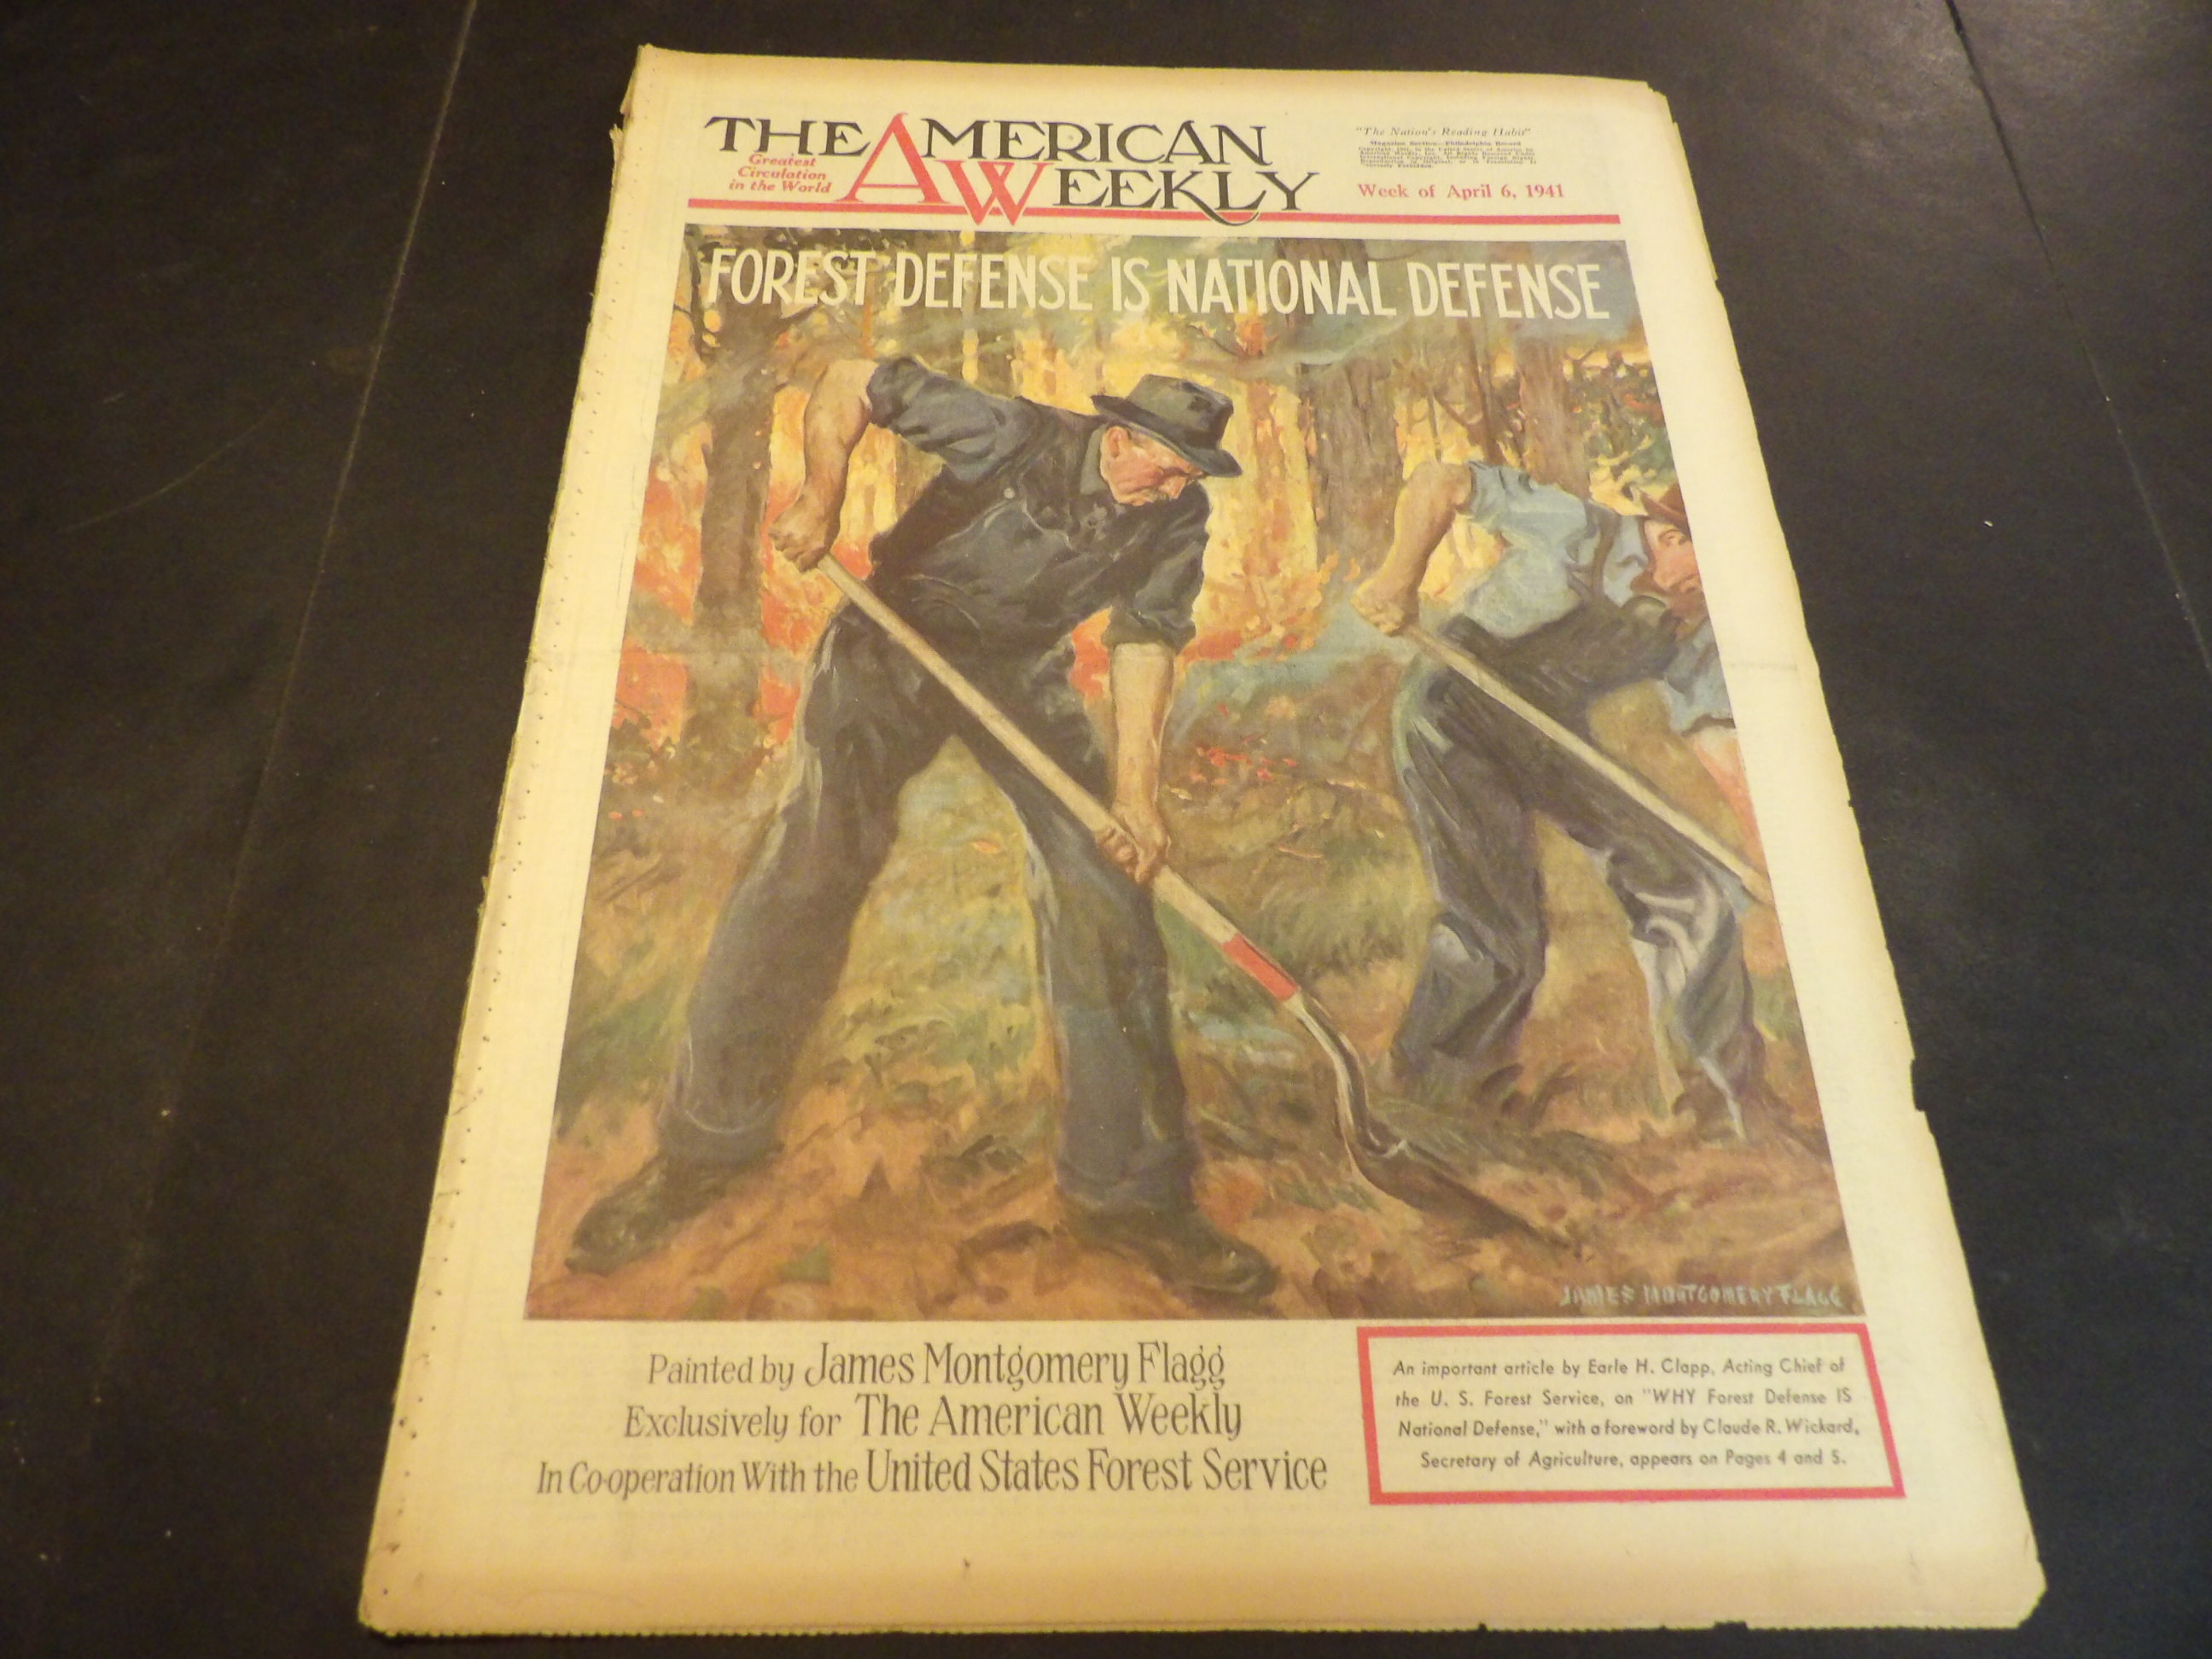 THE AMERICAN
WEEKLY
Greatest
Circulation
in the World
"The Nation's Reading Habit"
Magazine Section—Philadelphia Record
Week of April 6, 1941
FOREST DEFENSE IS NATIONAL DEFENSE
JAMES MONTGOMERY FLAGG
Painted by James Montgomery Flagg
Exclusively for The American Weekly
In Co-operation With the United States Forest Service
An important article by Earle H. Clapp, Acting Chief of
the U. S. Forest Service, on "WHY Forest Defense IS
National Defense," with a foreword by Claude R. Wickard,
Secretary of Agriculture, appears on Pages 4 and 5.